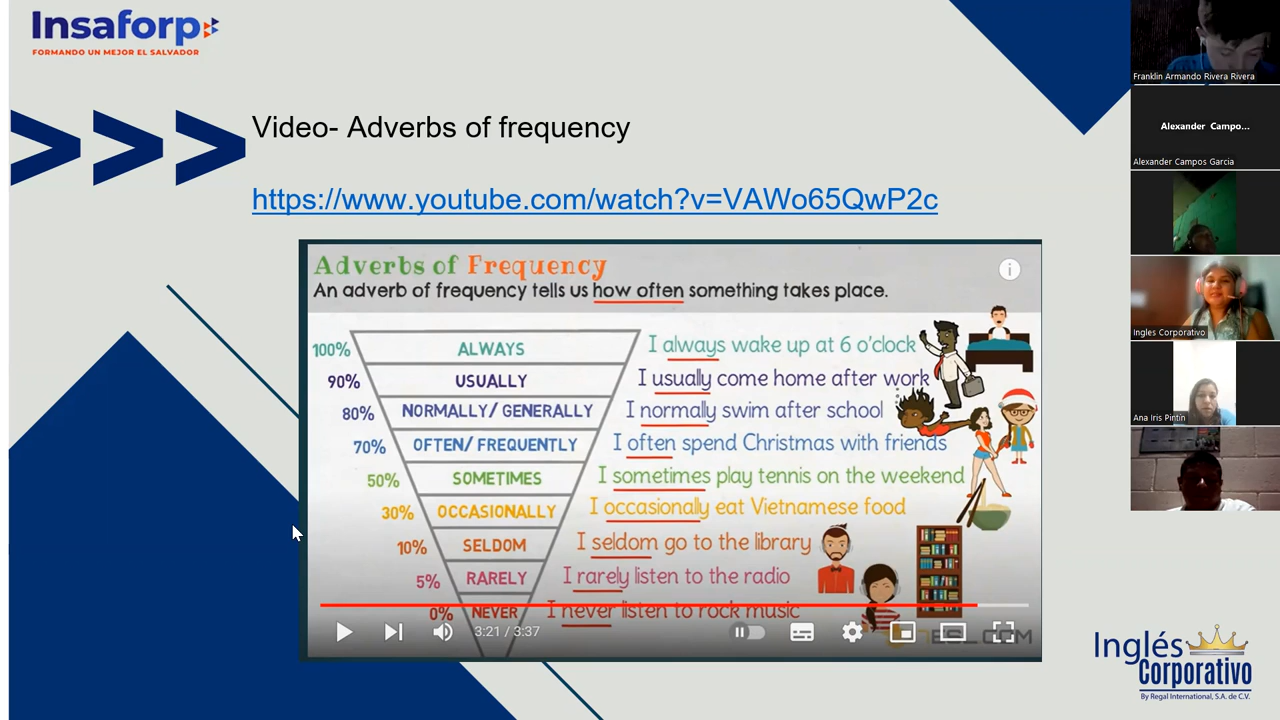 Insaforp
FORMANDO UN MEJOR EL SALVADOR
Video- Adverbs of frequency
https://www.youtube.com/watch?v=VAWo65QwP2c
Adverbs of Frequency
An adverb of frequency tells us how often something takes place.
100% ALWAYS I always wake up at 6 o'clock
90% USUALLY I usually come home after work
80% NORMALLY/ GENERALLY I normally swim after school
70% OFTEN/ FREQUENTLY I often spend Christmas with friends
50% SOMETIMES I sometimes play tennis on the weekend
30% OCCASIONALLY I occasionally eat Vietnamese food
10% SELDOM I seldom go to the library
5% RARELY I rarely listen to the radio
0% NEVER I never listen to rock music
3:21 / 3:37
ESL.COM
Inglés
Corporativo
By Regal International, S.A. de C.V.
Franklin Armando Rivera Rivera
Alexander Campo...
Alexander Campos Garcia
Ingles Corporativo
Ana Iris Pintin